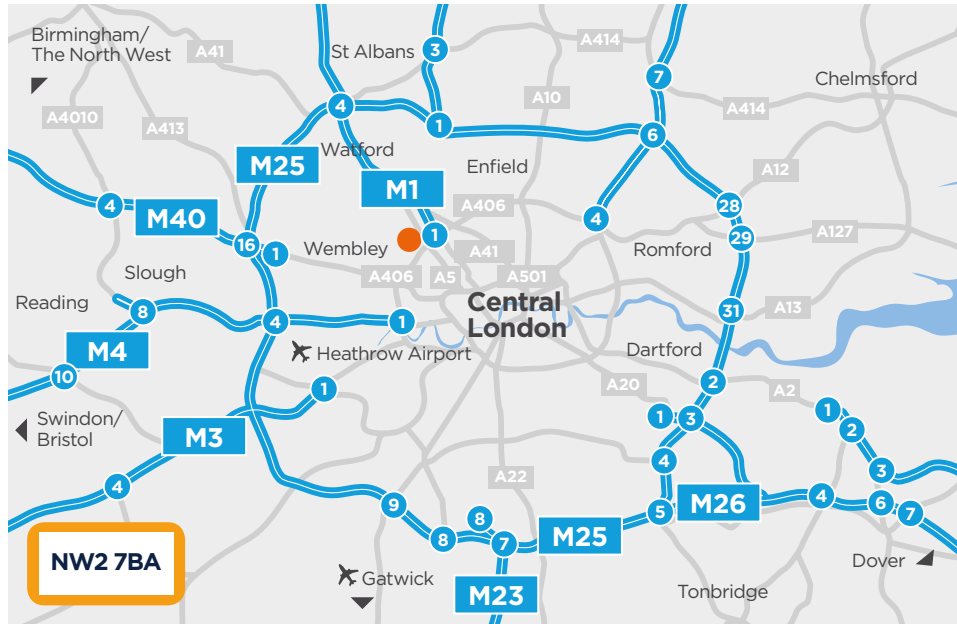 Birmingham/
The North West
A41
St Albans
3
A414
7
Chelmsford
A4010
A413
4
1
A10
A414
6
Watford
M25
Enfield
M1
A12
4
M40
A406
4
28
16
1
Wembley
1
A41
Romford
29
A127
Slough
A406
A5
A501
Reading
8
Central
London
31
A13
4
1
M4
Heathrow Airport
Dartford
10
1
A20
2
A2
Swindon/
Bristol
M3
1
3
1
2
4
4
3
A22
9
M26
4
6
5
7
8
8
7
M25
NW2 7BA
Gatwick
M23
Tonbridge
Dover